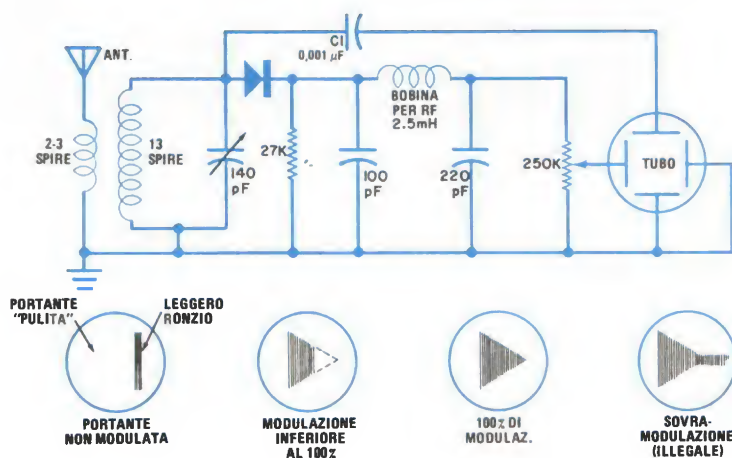 ANT.
C1
0,001 µF
2-3
SPIRE
13
SPIRE
140
pF
27K
100
pF
BOBINA
PER RF
2.5mH
220
pF
250K
TUBO
PORTANTE
"PULITA"
LEGGERO
RONZIO
PORTANTE
NON MODULATA
MODULAZIONE
INFERIORE
AL 100%
100% DI
MODULAZ.
SOVRA-
MODULAZIONE
(ILLEGALE)